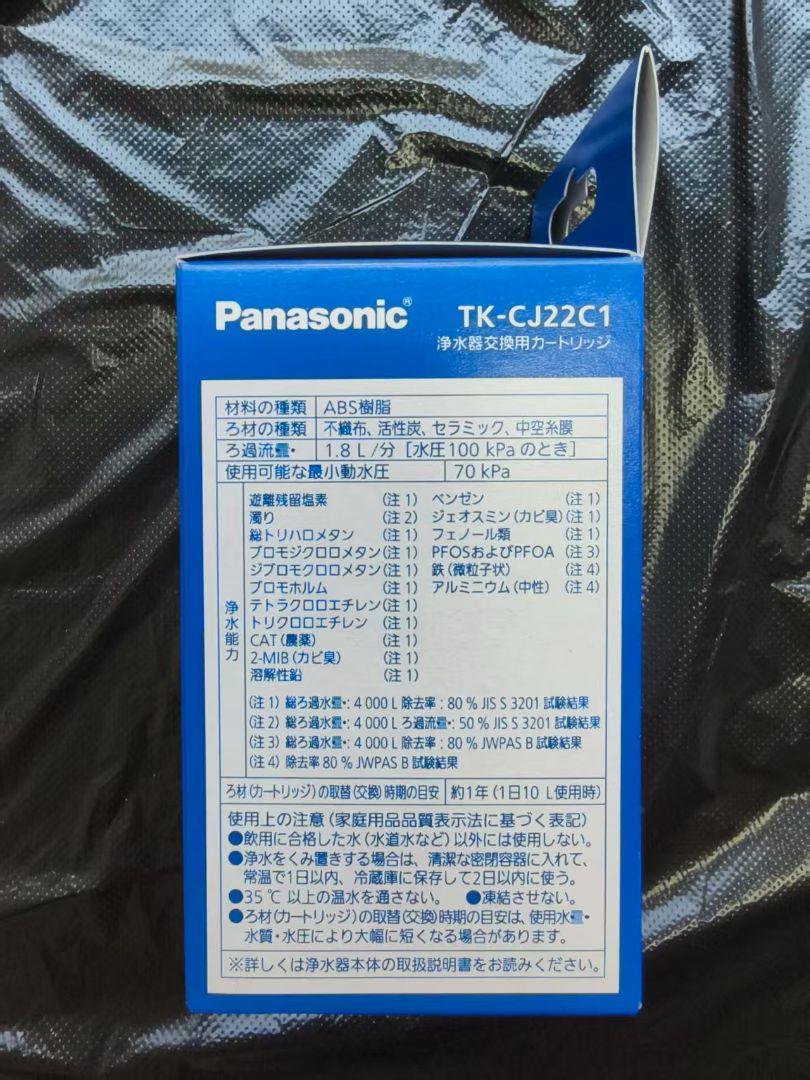 Panasonic®
TK-CJ22C1
浄水器交換用カートリッジ
材料の種類 ABS樹脂
ろ材の種類 不織布、活性炭、セラミック、中空糸膜
ろ過流量・ 1.8 L/分［水圧100 kPa のとき］
使用可能な最小動水圧 70 kPa
浄水能力
遊離残留塩素 (注 1) ベンゼン (注 1)
濁り (注 2) ジェオスミン(カビ臭) (注 1)
総トリハロメタン (注 1) フェノール類 (注 1)
ブロモジクロロメタン(注 1) PFOSおよびPFOA (注 3)
ジブロモクロロメタン(注 1) 鉄(微粒子状) (注 4)
ブロモホルム (注 1) アルミニウム(中性) (注 4)
テトラクロロエチレン(注 1)
トリクロロエチレン (注 1)
CAT(農薬) (注 1)
2-MIB(カビ臭) (注 1)
溶解性鉛 (注 1)
(注 1) 総ろ過水量・: 4 000 L 除去率 : 80 % JIS S 3201 試験結果
(注 2) 総ろ過水量・: 4 000 L ろ過流量・: 50 % JIS S 3201 試験結果
(注 3) 総ろ過水量・: 4 000 L 除去率 : 80 % JWPAS B 試験結果
(注 4) 除去率 80 % JWPAS B 試験結果
ろ材(カートリッジ)の取替(交換)時期の目安 約1年(1日10 L使用時)
使用上の注意(家庭用品品質表示法に基づく表記)
●飲用に合格した水(水道水など)以外には使用しない。
●浄水をくみ置きする場合は、清潔な密閉容器に入れて、
常温で1日以内、冷蔵庫に保存して2日以内に使う。
●35 ℃ 以上の温水を通さない。 ●凍結させない。
●ろ材(カートリッジ)の取替(交換)時期の目安は、使用水量・
水質・水圧により大幅に短くなる場合があります。
※詳しくは浄水器本体の取扱説明書をお読みください。